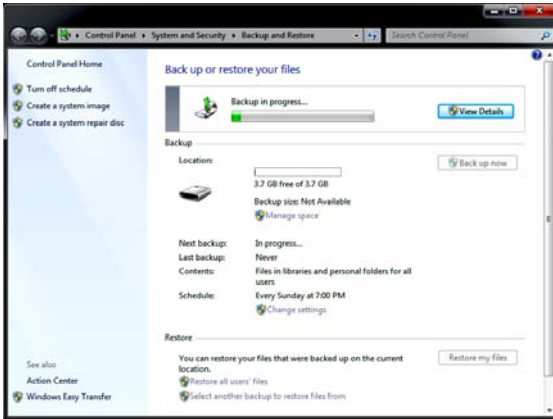 Control Panel
System and Security
Backup and Restore
Search Control Panel
Control Panel Home
Turn off schedule
Create a system image
Create a system repair disc
Back up or restore your files
Backup in progress...
View Details
Backup
Location:
Back up now
3.7 GB free of 3.7 GB
Backup size: Not Available
Manage space
Next backup: In progress...
Last backup: Never
Contents: Files in libraries and personal folders for all
users
Schedule: Every Sunday at 7:00 PM
Change settings
Restore
You can restore your files that were backed up on the current
location.
Restore my files
Restore all users' files
Select another backup to restore files from
See also
Action Center
Windows Easy Transfer